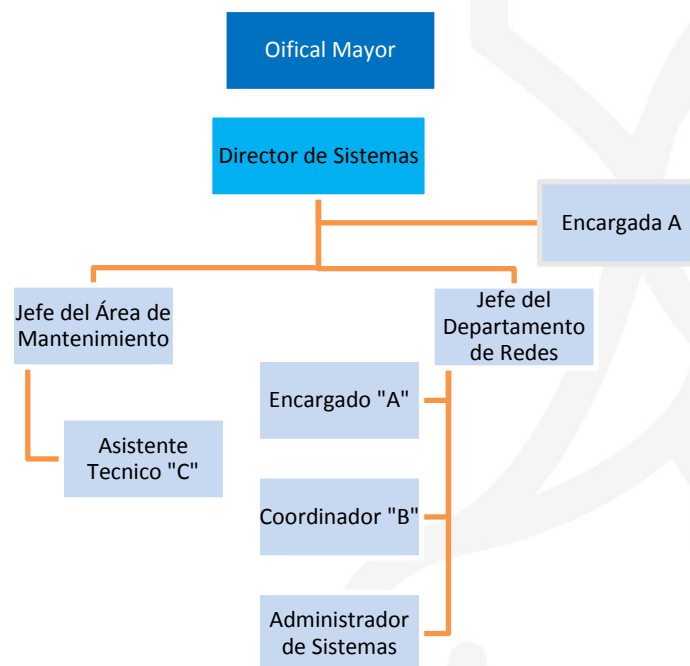 Oifical Mayor
Director de Sistemas
Encargada A
Jefe del Área de
Mantenimiento
Jefe del
Departamento
de Redes
Asistente
Tecnico "C"
Encargado "A"
Coordinador "B"
Administrador
de Sistemas